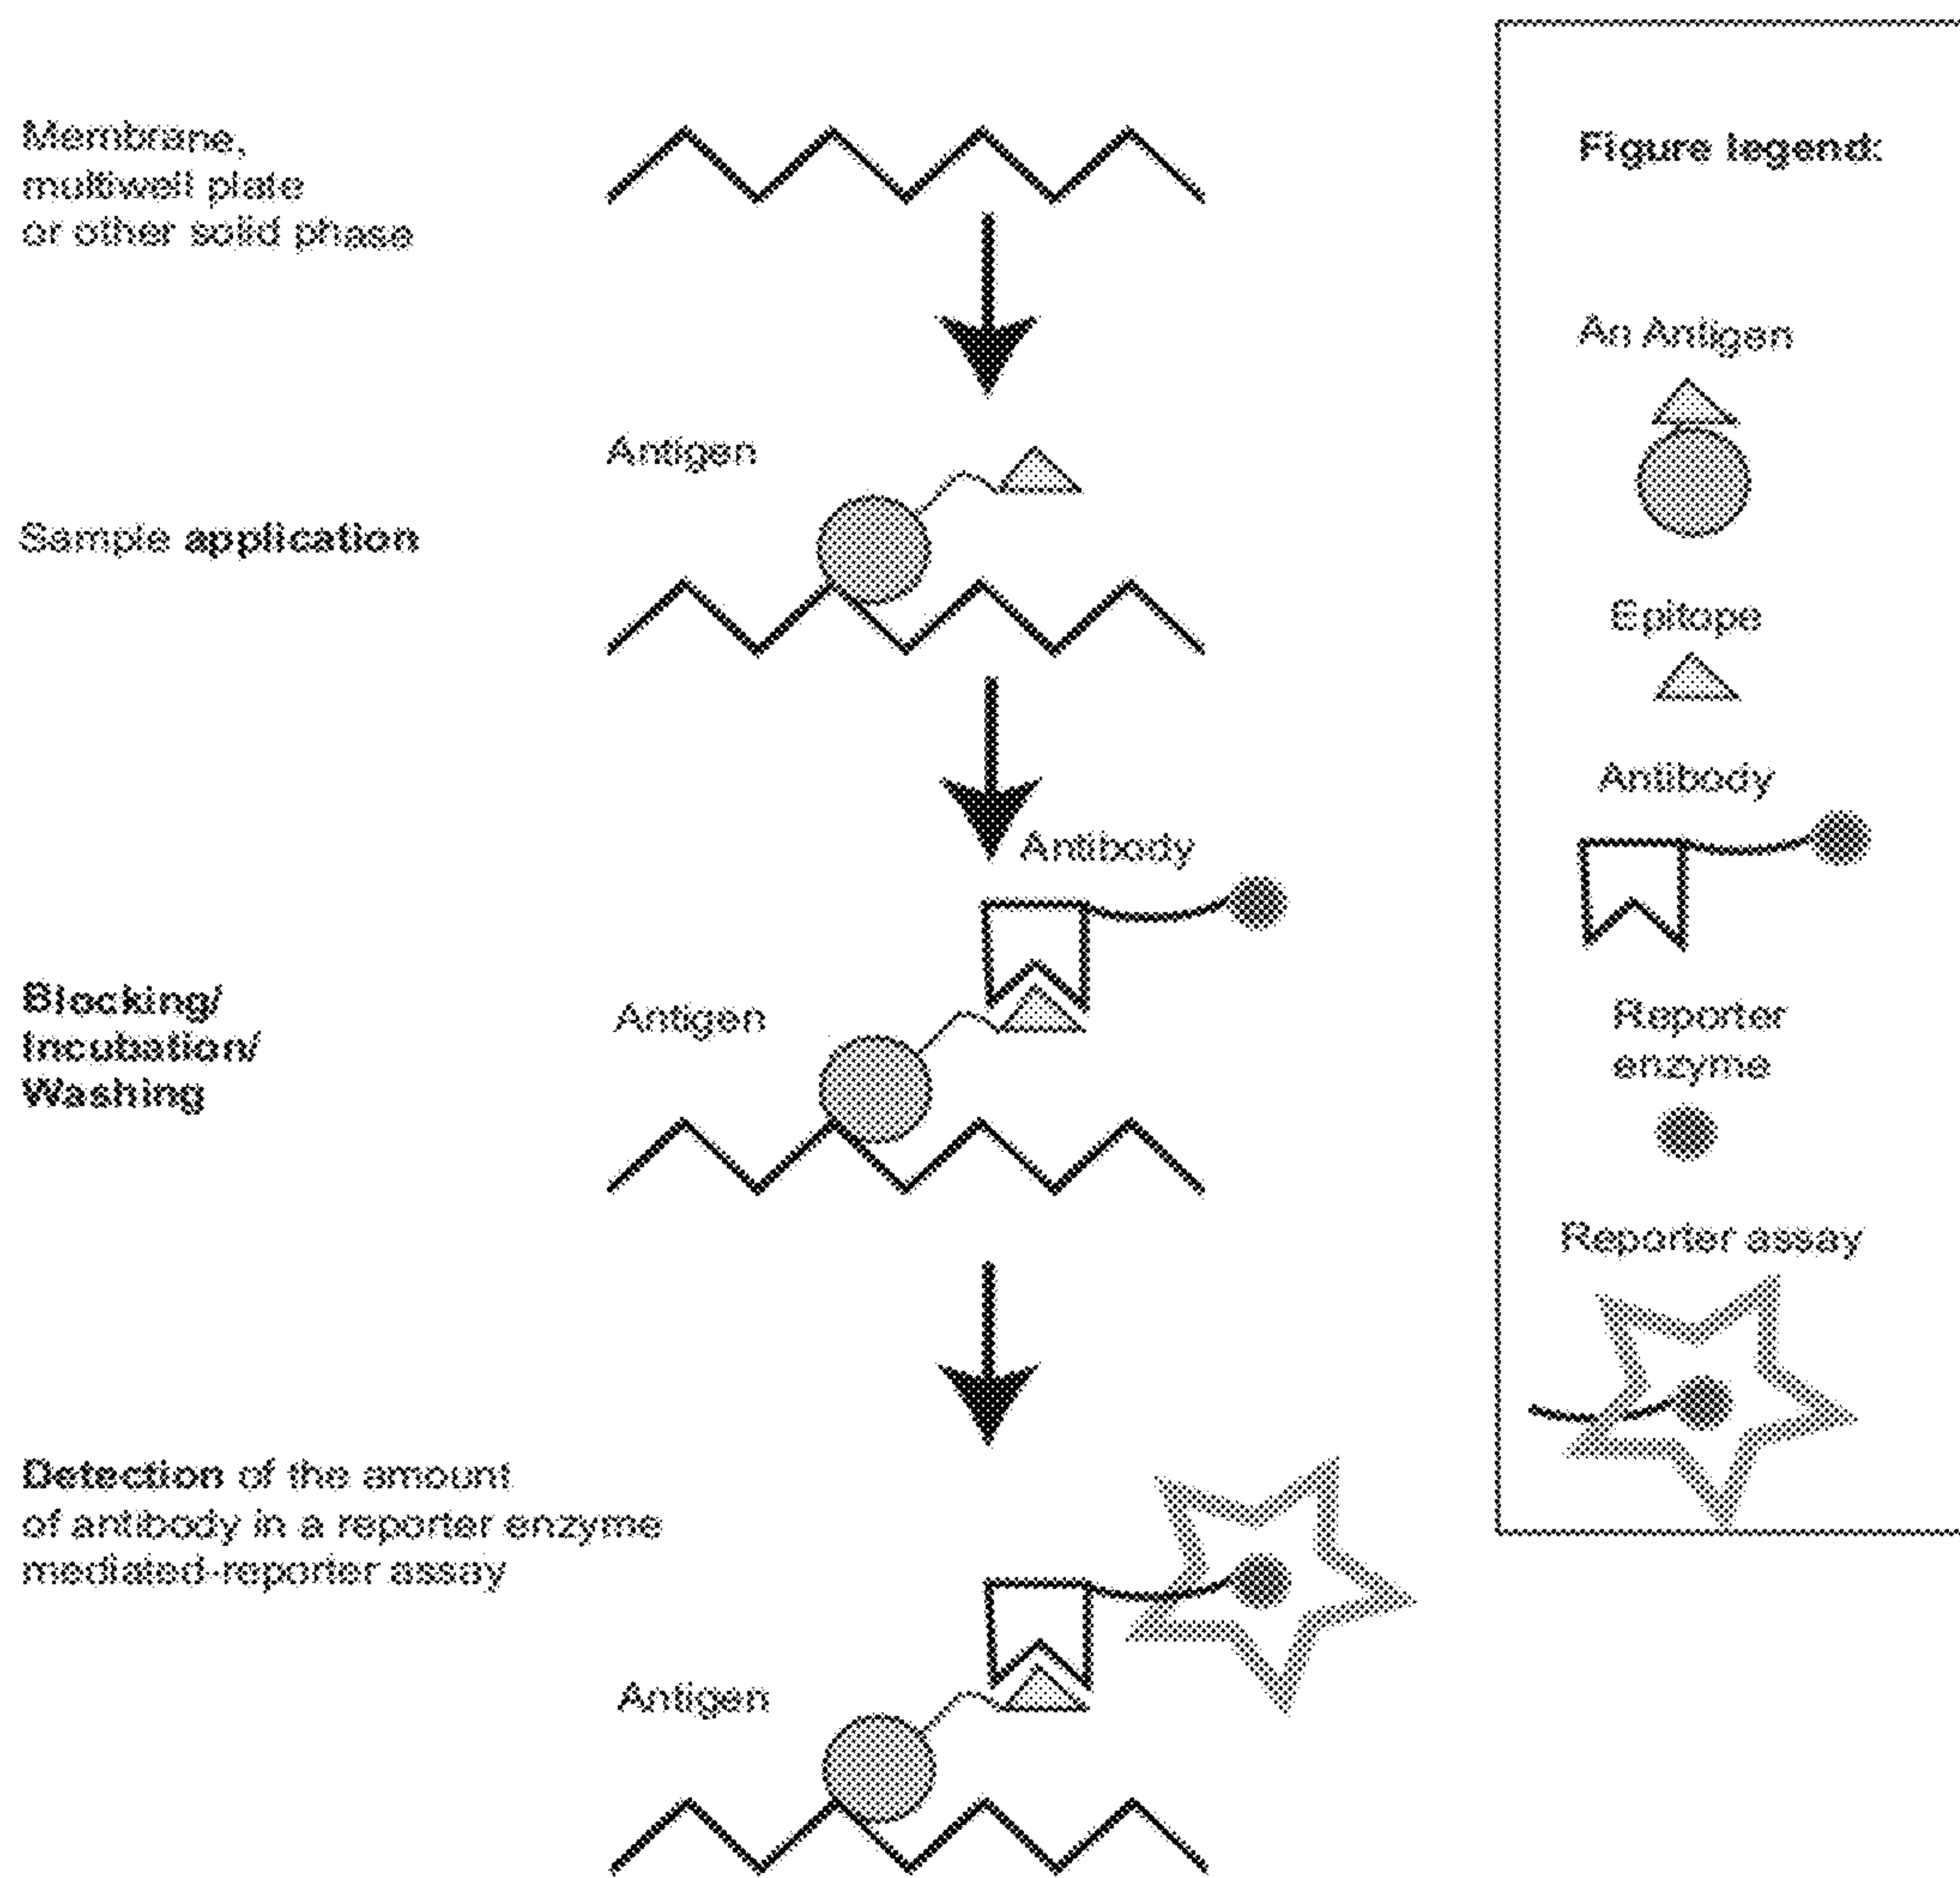 Membrane,
multiwell plate
or other solid phase
Antigen
Sample application
Antibody
Blocking/
Incubation/
Washing
Antigen
Detection of the amount
of antibody in a reporter enzyme
mediated-reporter assay
Antigen
Figure legend:
An Antigen
Epitope
Antibody
Reporter
enzyme
Reporter assay